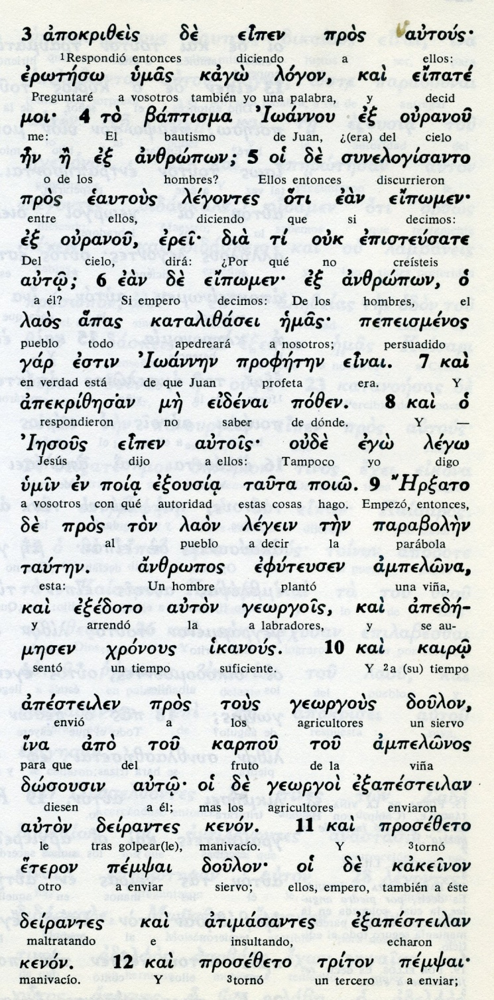 3 ἀποκριθεὶς δὲ εἶπεν πρὸς αὐτούς·
¹Respondió entonces diciendo a ellos:
ἐρωτήσω ὑμᾶς κἀγὼ λόγον, καὶ εἴπατέ
Preguntaré a vosotros también yo una palabra, y decid
μοι· 4 τὸ βάπτισμα Ἰωάννου ἐξ οὐρανοῦ
me: El bautismo de Juan, ¿(era) del cielo
ἦν ἢ ἐξ ἀνθρώπων; 5 οἱ δὲ συνελογίσαντο
o de los hombres? Ellos entonces discurrieron
πρὸς ἑαυτοὺς λέγοντες ὅτι ἐὰν εἴπωμεν·
entre ellos, diciendo que si decimos:
ἐξ οὐρανοῦ, ἐρεῖ· διὰ τί οὐκ ἐπιστεύσατε
Del cielo, dirá: ¿Por qué no creísteis
αὐτῷ; 6 ἐὰν δὲ εἴπωμεν· ἐξ ἀνθρώπων, ὁ
a él? Si empero decimos: De los hombres, el
λαὸς ἅπας καταλιθάσει ἡμᾶς· πεπεισμένος
pueblo todo apedreará a nosotros; persuadido
γάρ ἐστιν Ἰωάννην προφήτην εἶναι. 7 καὶ
en verdad está de que Juan profeta era. Y
ἀπεκρίθησαν μὴ εἰδέναι πόθεν. 8 καὶ ὁ
respondieron no saber de dónde. Y —
Ἰησοῦς εἶπεν αὐτοῖς· οὐδὲ ἐγὼ λέγω
Jesús dijo a ellos: Tampoco yo digo
ὑμῖν ἐν ποίᾳ ἐξουσίᾳ ταῦτα ποιῶ. 9 Ἤρξατο
a vosotros con qué autoridad estas cosas hago. Empezó, entonces,
δὲ πρὸς τὸν λαὸν λέγειν τὴν παραβολὴν
al pueblo a decir la parábola
ταύτην. ἄνθρωπος ἐφύτευσεν ἀμπελῶνα,
esta: Un hombre plantó una viña,
καὶ ἐξέδοτο αὐτὸν γεωργοῖς, καὶ ἀπεδή-
y arrendó la a labradores, y se au-
μησεν χρόνους ἱκανούς. 10 καὶ καιρῷ
sentó un tiempo suficiente. Y ²a (su) tiempo
ἀπέστειλεν πρὸς τοὺς γεωργοὺς δοῦλον,
envió a los agricultores un siervo
ἵνα ἀπὸ τοῦ καρποῦ τοῦ ἀμπελῶνος
para que del fruto de la viña
δώσουσιν αὐτῷ· οἱ δὲ γεωργοὶ ἐξαπέστειλαν
diesen a él; mas los agricultores enviaron
αὐτὸν δείραντες κενόν. 11 καὶ προσέθετο
le tras golpear(le), manivacío. Y ³tornó
ἕτερον πέμψαι δοῦλον· οἱ δὲ κἀκεῖνον
otro a enviar siervo; ellos, empero, también a éste
δείραντες καὶ ἀτιμάσαντες ἐξαπέστειλαν
maltratando e insultando, echaron
κενόν. 12 καὶ προσέθετο τρίτον πέμψαι·
manivacío. Y ³tornó un tercero a enviar;